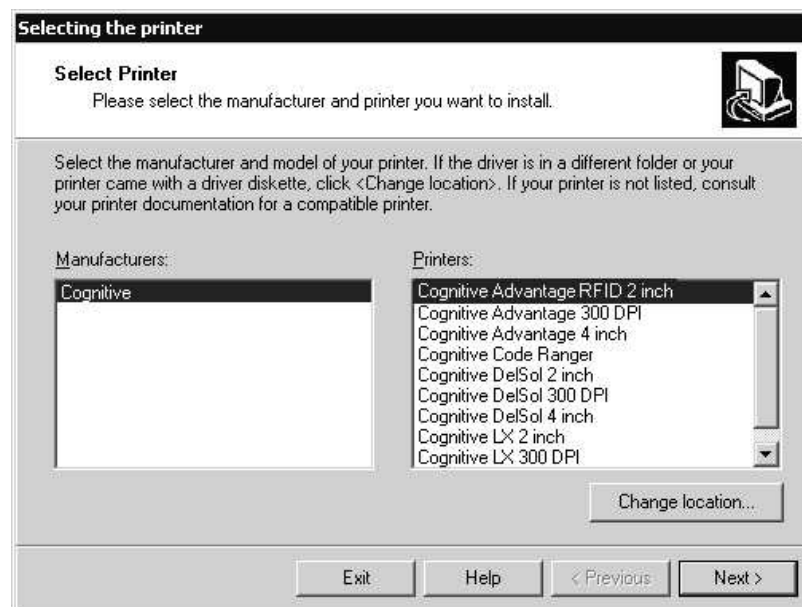 Selecting the printer
Select Printer
Please select the manufacturer and printer you want to install.
Select the manufacturer and model of your printer. If the driver is in a different folder or your
printer came with a driver diskette, click <Change location>. If your printer is not listed, consult
your printer documentation for a compatible printer.
Manufacturers:
Cognitive
Printers:
Cognitive Advantage RFID 2 inch
Cognitive Advantage 300 DPI
Cognitive Advantage 4 inch
Cognitive Code Ranger
Cognitive DelSol 2 inch
Cognitive DelSol 300 DPI
Cognitive DelSol 4 inch
Cognitive LX 2 inch
Cognitive LX 300 DPI
Change location...
Exit
Help
< Previous
Next >